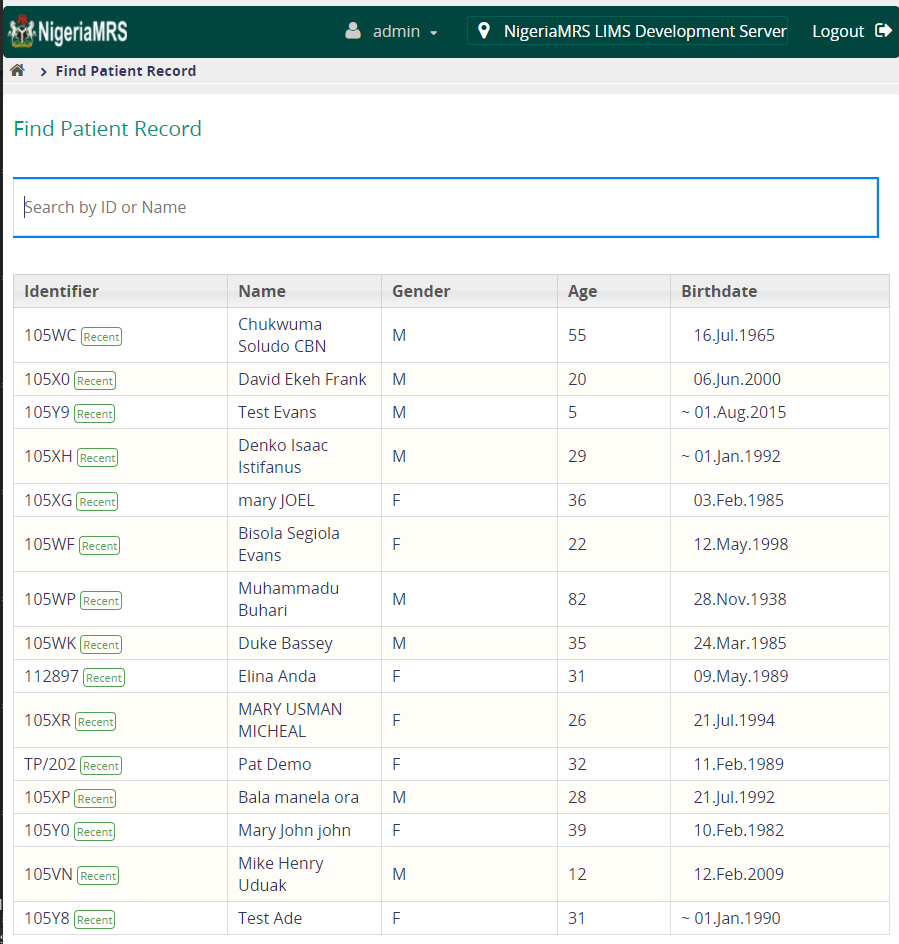 NigeriaMRS admin NigeriaMRS LIMS Development Server Logout
Find Patient Record
Find Patient Record
Search by ID or Name
Identifier Name Gender Age Birthdate
105WC Recent Chukwuma Soludo CBN M 55 16.Jul.1965
105X0 Recent David Ekeh Frank M 20 06.Jun.2000
105Y9 Recent Test Evans M 5 ~ 01.Aug.2015
105XH Recent Denko Isaac Istifanus M 29 ~ 01.Jan.1992
105XG Recent mary JOEL F 36 03.Feb.1985
105WF Recent Bisola Segiola Evans F 22 12.May.1998
105WP Recent Muhammadu Buhari M 82 28.Nov.1938
105WK Recent Duke Bassey M 35 24.Mar.1985
112897 Recent Elina Anda F 31 09.May.1989
105XR Recent MARY USMAN MICHEAL F 26 21.Jul.1994
TP/202 Recent Pat Demo F 32 11.Feb.1989
105XP Recent Bala manela ora M 28 21.Jul.1992
105Y0 Recent Mary John john F 39 10.Feb.1982
105VN Recent Mike Henry Uduak M 12 12.Feb.2009
105Y8 Recent Test Ade F 31 ~ 01.Jan.1990